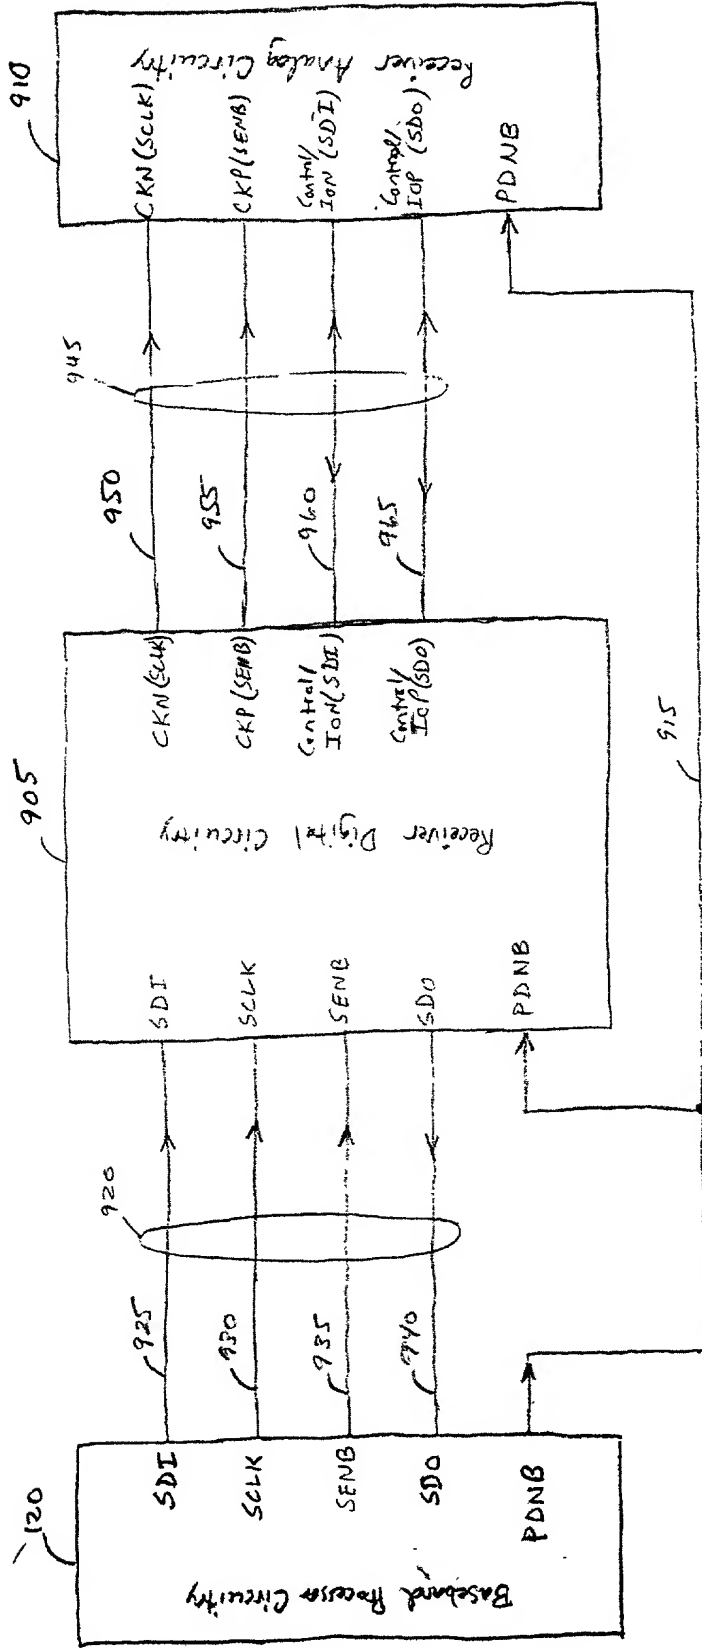 120
Baseband Processor Circuitry
SDI
SCLK
SENB
SDO
PDNB
925
930
935
940
920
905
SDI
SCLK
SENB
SDO
PDNB
Receiver Digital Circuitry
CKN(SCLK)
CKP(SENB)
Control/
ION(SDI)
Control/
IOP(SDO)
950
955
960
965
945
915
910
CKN(SCLK)
CKP(SENB)
Control/
ION(SDI)
Control/
IOP (SDO)
PDNB
Receiver Analog Circuitry